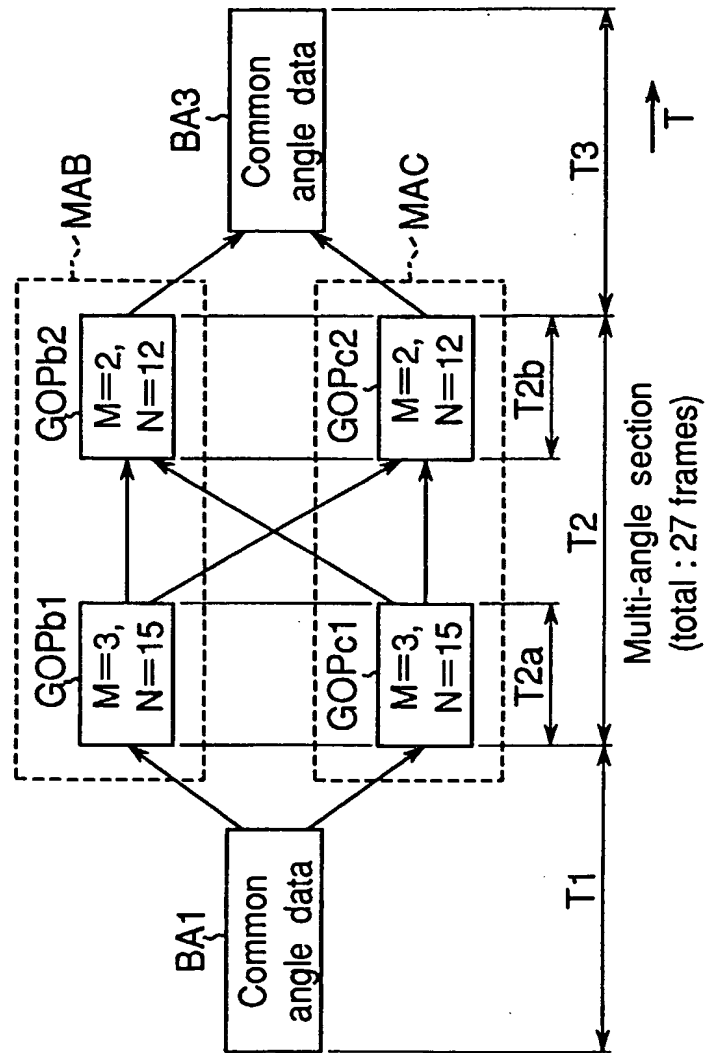 MAB
GOPb1
M=3,
N=15
GOPb2
M=2,
N=12
BA1
Common
angle data
BA3
Common
angle data
MAC
GOPc1
M=3,
N=15
GOPc2
M=2,
N=12
T2a
T2b
T1
T2
T3
T
Multi-angle section
(total : 27 frames)